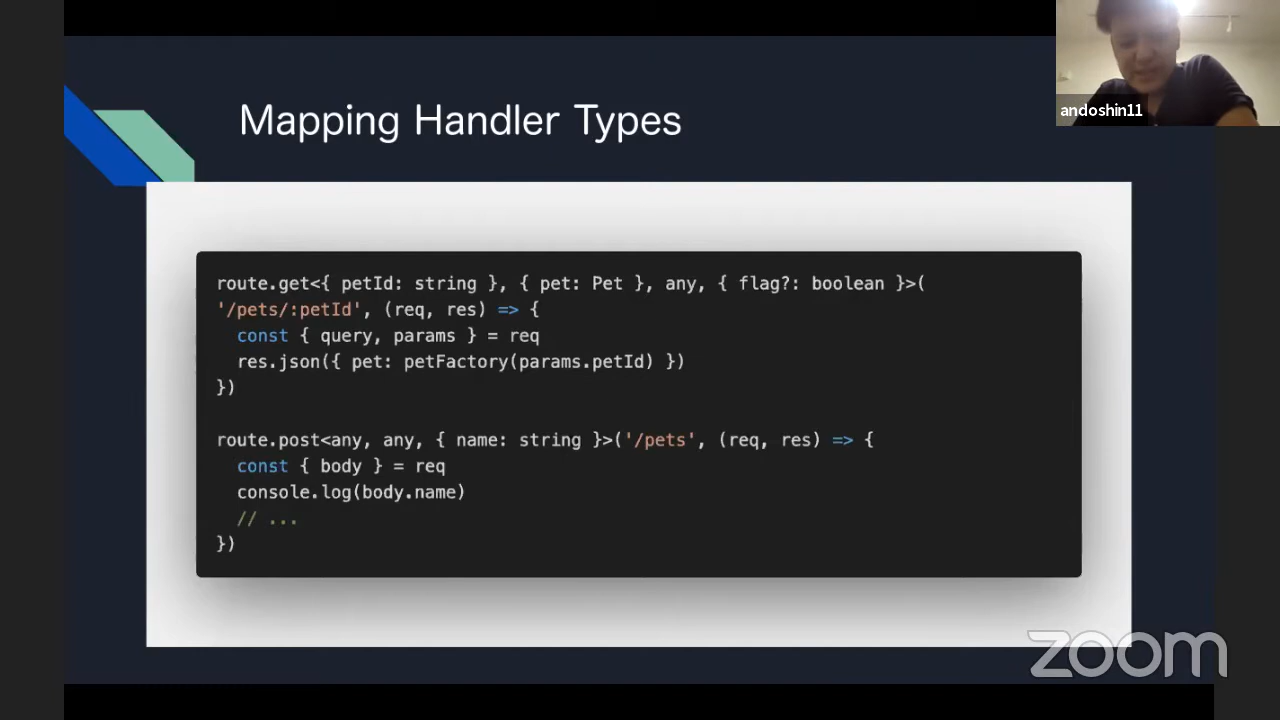 Mapping Handler Types
andoshin11
route.get<{ petId: string }, { pet: Pet }, any, { flag?: boolean }>(
'/pets/:petId', (req, res) => {
  const { query, params } = req
  res.json({ pet: petFactory(params.petId) })
})

route.post<any, any, { name: string }>('/pets', (req, res) => {
  const { body } = req
  console.log(body.name)
  // ...
})
zoom